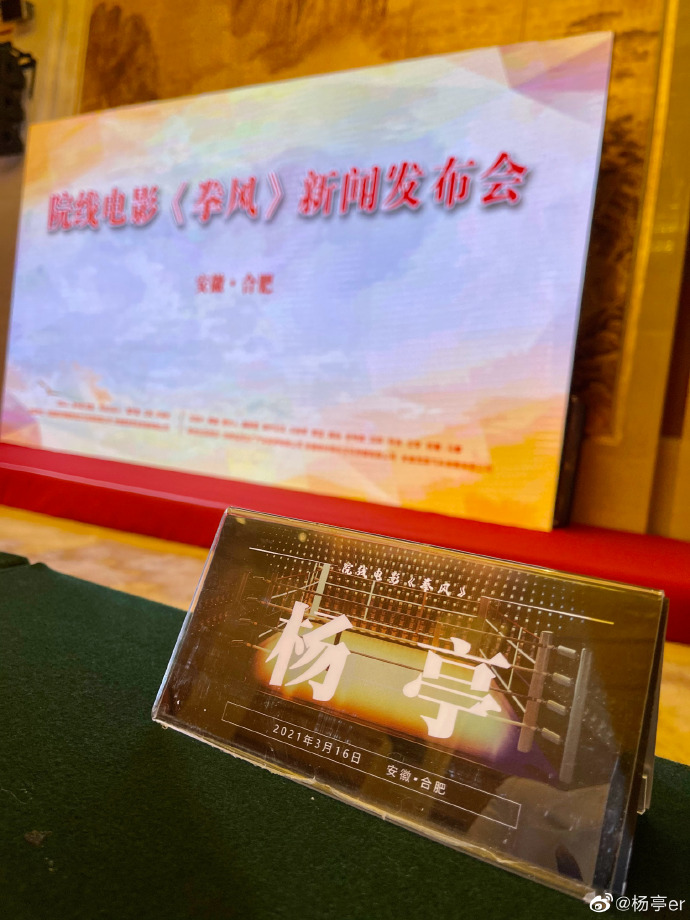 院线电影《拳风》新闻发布会
安徽·合肥
院线电影《拳风》
杨亭
2021年3月16日 安徽·合肥
@杨亭er